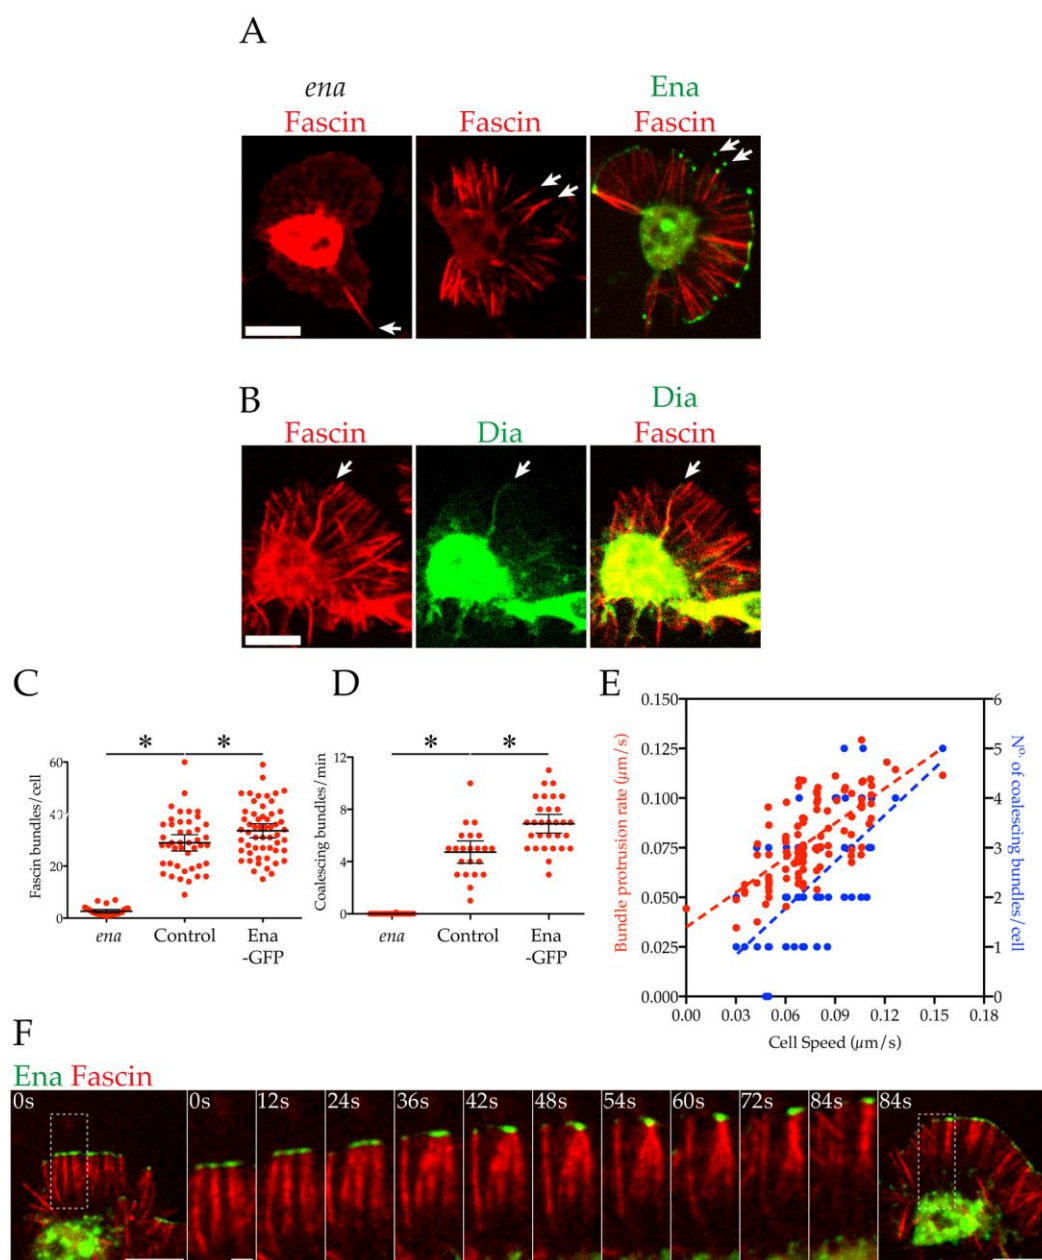 A
ena
Fascin
Fascin
Ena
Fascin
B
Fascin
Dia
Dia
Fascin
C
Fascin bundles/cell
60
40
20
0
*
*
ena
Control
Ena
-GFP
D
Coalescing bundles/min
12
8
4
0
*
*
ena
Control
Ena
-GFP
E
Bundle protrusion rate (µm/s)
0.150
0.125
0.100
0.075
0.050
0.025
0.000
6
5
4
3
2
1
0
Nº. of coalescing bundles/cell
0.00
0.03
0.06
0.09
0.12
0.15
0.18
Cell Speed (µm/s)
F
Ena Fascin
0s
0s
12s
24s
36s
42s
48s
54s
60s
72s
84s
84s